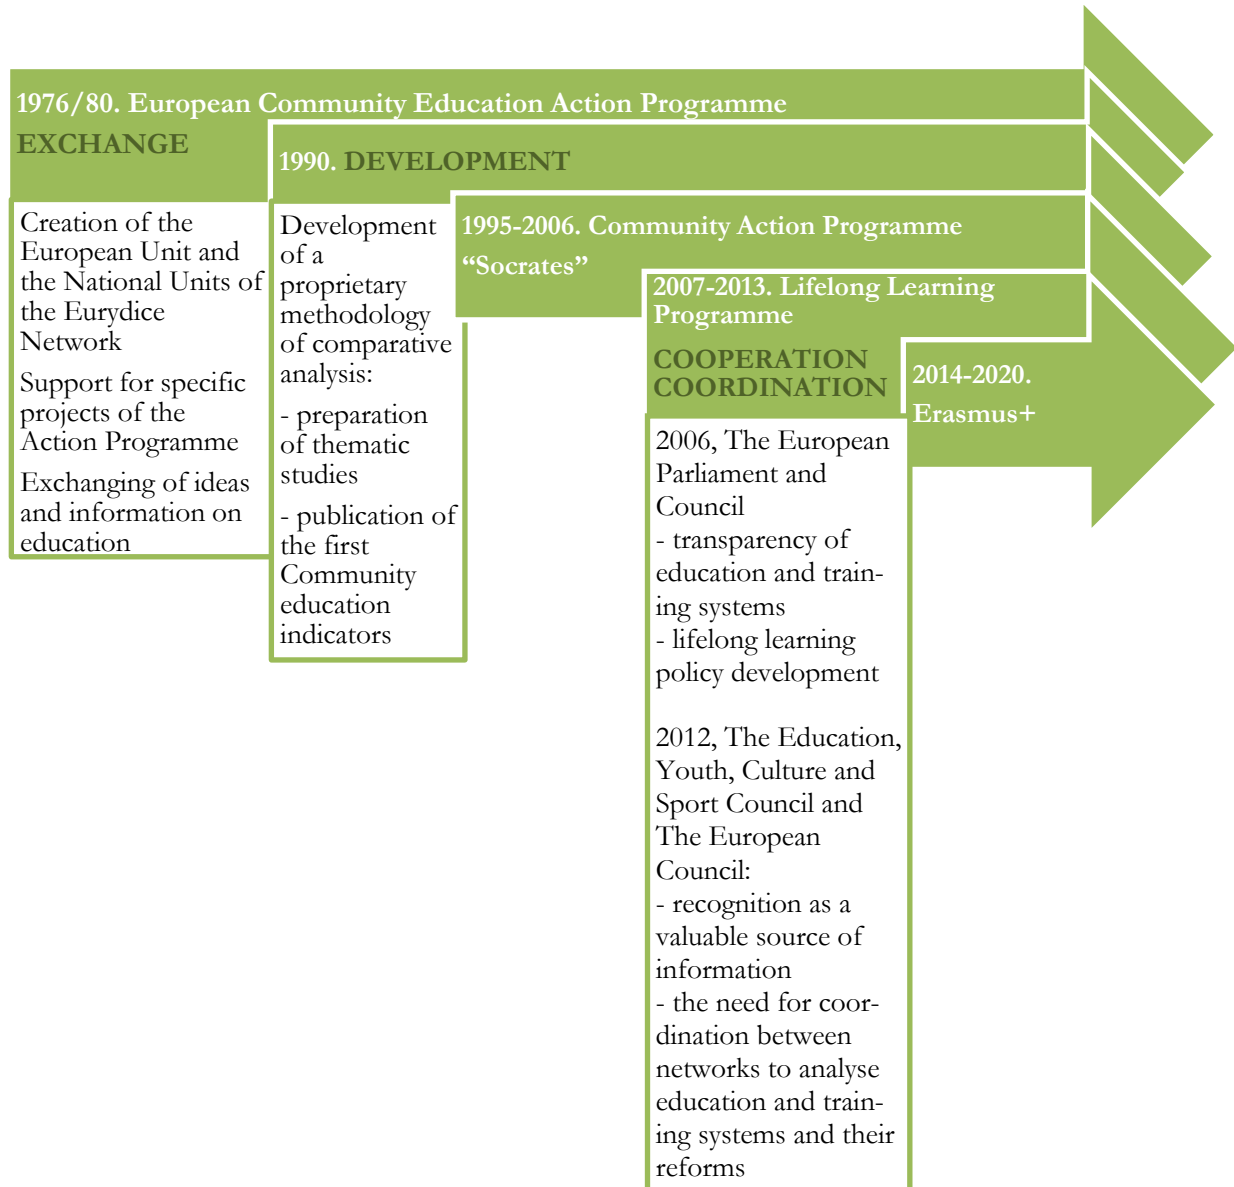 1976/80. European Community Education Action Programme
EXCHANGE
Creation of the
European Unit and
the National Units of
the Eurydice
Network
Support for specific
projects of the
Action Programme
Exchanging of ideas
and information on
education
1990. DEVELOPMENT
Development
of a
proprietary
methodology
of comparative
analysis:
- preparation
of thematic
studies
- publication of
the first
Community
education
indicators
1995-2006. Community Action Programme
“Socrates”
2007-2013. Lifelong Learning
Programme
COOPERATION
COORDINATION
2006, The European
Parliament and
Council
- transparency of
education and train-
ing systems
- lifelong learning
policy development
2012, The Education,
Youth, Culture and
Sport Council and
The European
Council:
- recognition as a
valuable source of
information
- the need for coor-
dination between
networks to analyse
education and train-
ing systems and their
reforms
2014-2020.
Erasmus+